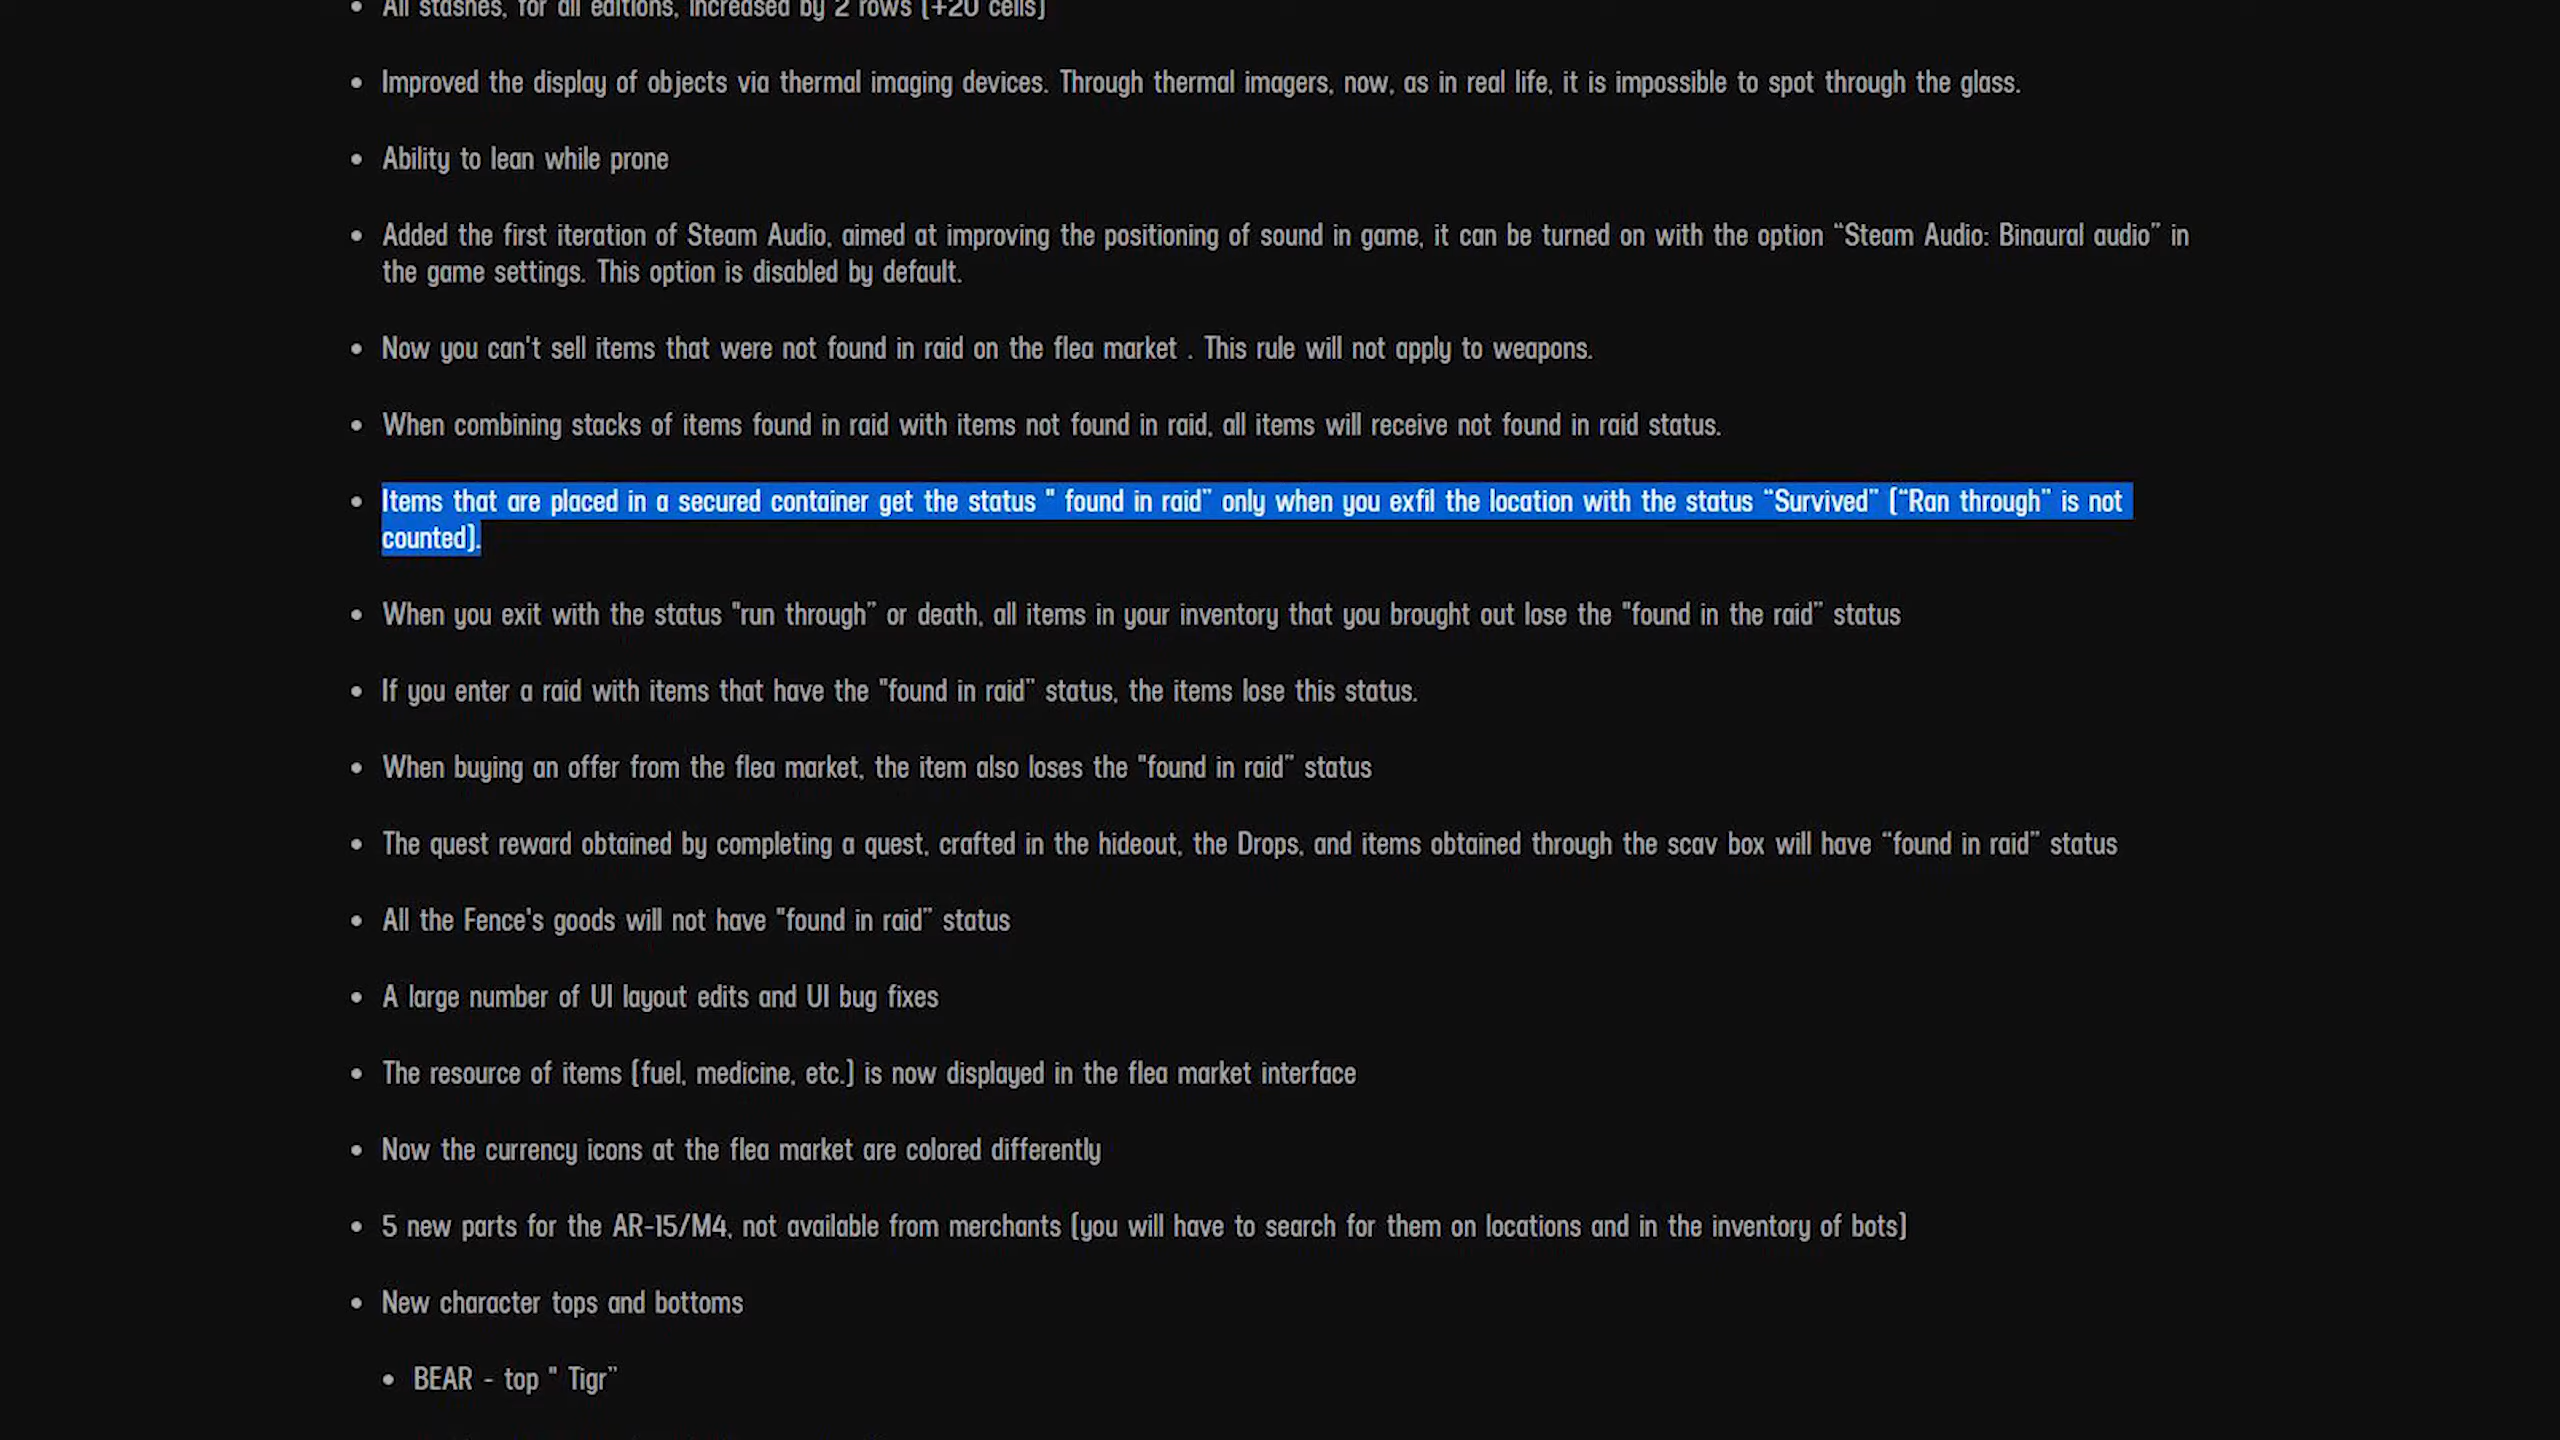 All stashes, for all editions, increased by 2 rows (+20 cells)
Improved the display of objects via thermal imaging devices. Through thermal imagers, now, as in real life, it is impossible to spot through the glass.
Ability to lean while prone
Added the first iteration of Steam Audio, aimed at improving the positioning of sound in game, it can be turned on with the option “Steam Audio: Binaural audio” in
the game settings. This option is disabled by default.
Now you can't sell items that were not found in raid on the flea market . This rule will not apply to weapons.
When combining stacks of items found in raid with items not found in raid, all items will receive not found in raid status.
Items that are placed in a secured container get the status " found in raid” only when you exfil the location with the status “Survived” (“Ran through” is not
counted).
When you exit with the status "run through” or death, all items in your inventory that you brought out lose the "found in the raid” status
If you enter a raid with items that have the "found in raid” status, the items lose this status.
When buying an offer from the flea market, the item also loses the "found in raid” status
The quest reward obtained by completing a quest, crafted in the hideout, the Drops, and items obtained through the scav box will have “found in raid” status
All the Fence's goods will not have "found in raid” status
A large number of UI layout edits and UI bug fixes
The resource of items (fuel, medicine, etc.) is now displayed in the flea market interface
Now the currency icons at the flea market are colored differently
5 new parts for the AR-15/M4, not available from merchants (you will have to search for them on locations and in the inventory of bots)
New character tops and bottoms
BEAR - top " Tigr”